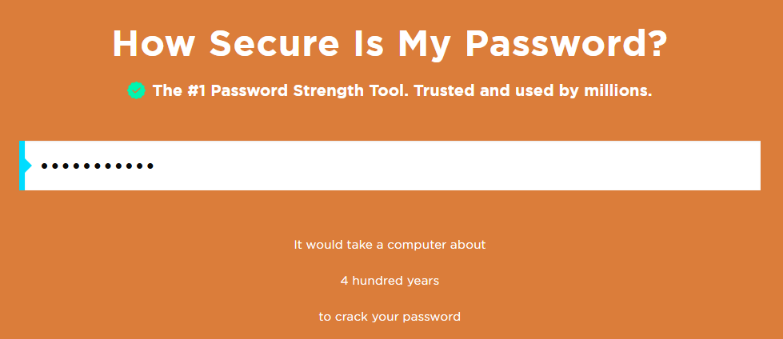 How Secure Is My Password?
The #1 Password Strength Tool. Trusted and used by millions.
•••••••••••
It would take a computer about
4 hundred years
to crack your password